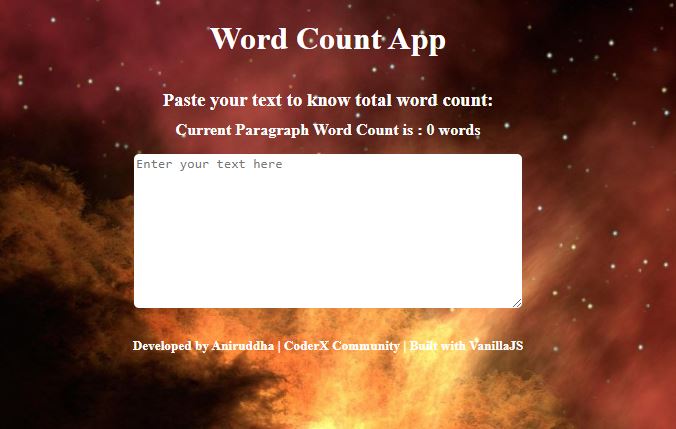 Word Count App
Paste your text to know total word count:
Current Paragraph Word Count is : 0 words
Enter your text here
Developed by Aniruddha | CoderX Community | Built with VanillaJS